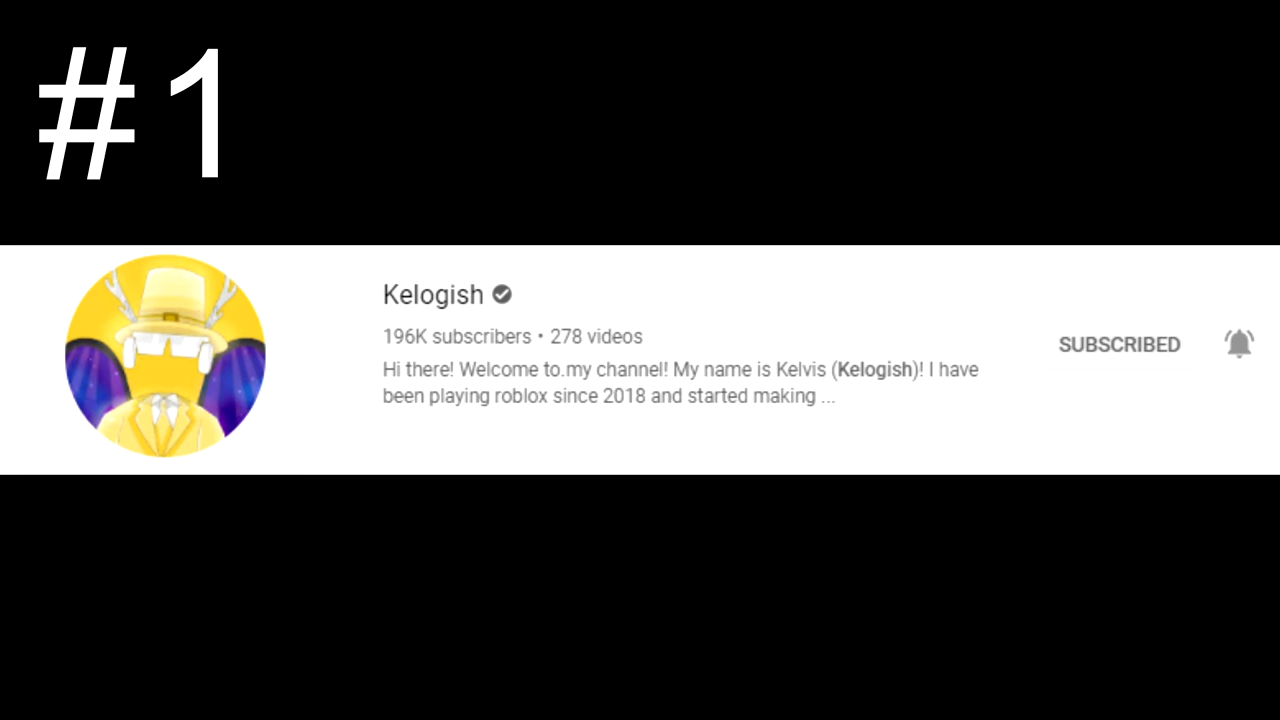 #1
Kelogish
196K subscribers • 278 videos
Hi there! Welcome to.my channel! My name is Kelvis (Kelogish)! I have
been playing roblox since 2018 and started making ...
SUBSCRIBED